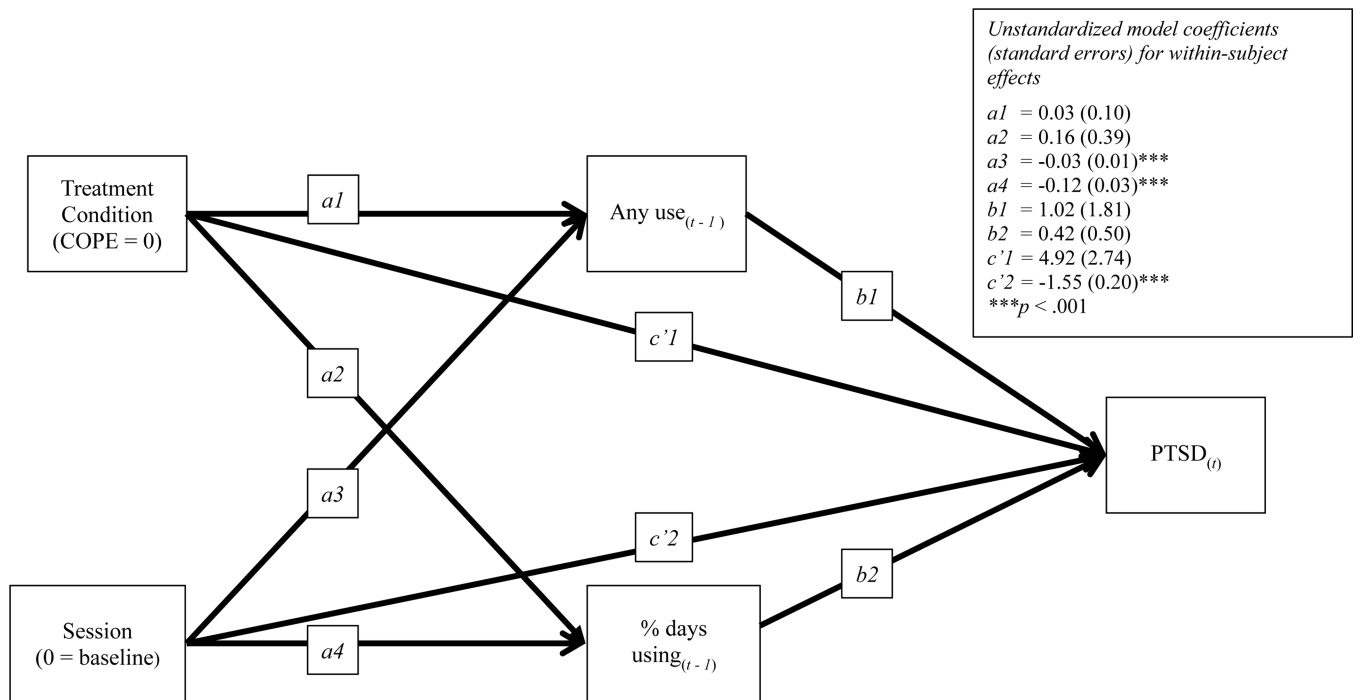 Unstandardized model coefficients
(standard errors) for within-subject
effects
a1 = 0.03 (0.10)
a2 = 0.16 (0.39)
a3 = -0.03 (0.01)***
a4 = -0.12 (0.03)***
b1 = 1.02 (1.81)
b2 = 0.42 (0.50)
c’1 = 4.92 (2.74)
c’2 = -1.55 (0.20)***
***p < .001
Treatment
Condition
(COPE = 0)
a1
Any use(t - 1 )
b1
c’1
a2
PTSD(t)
a3
c’2
b2
Session
(0 = baseline)
a4
% days
using(t - 1)